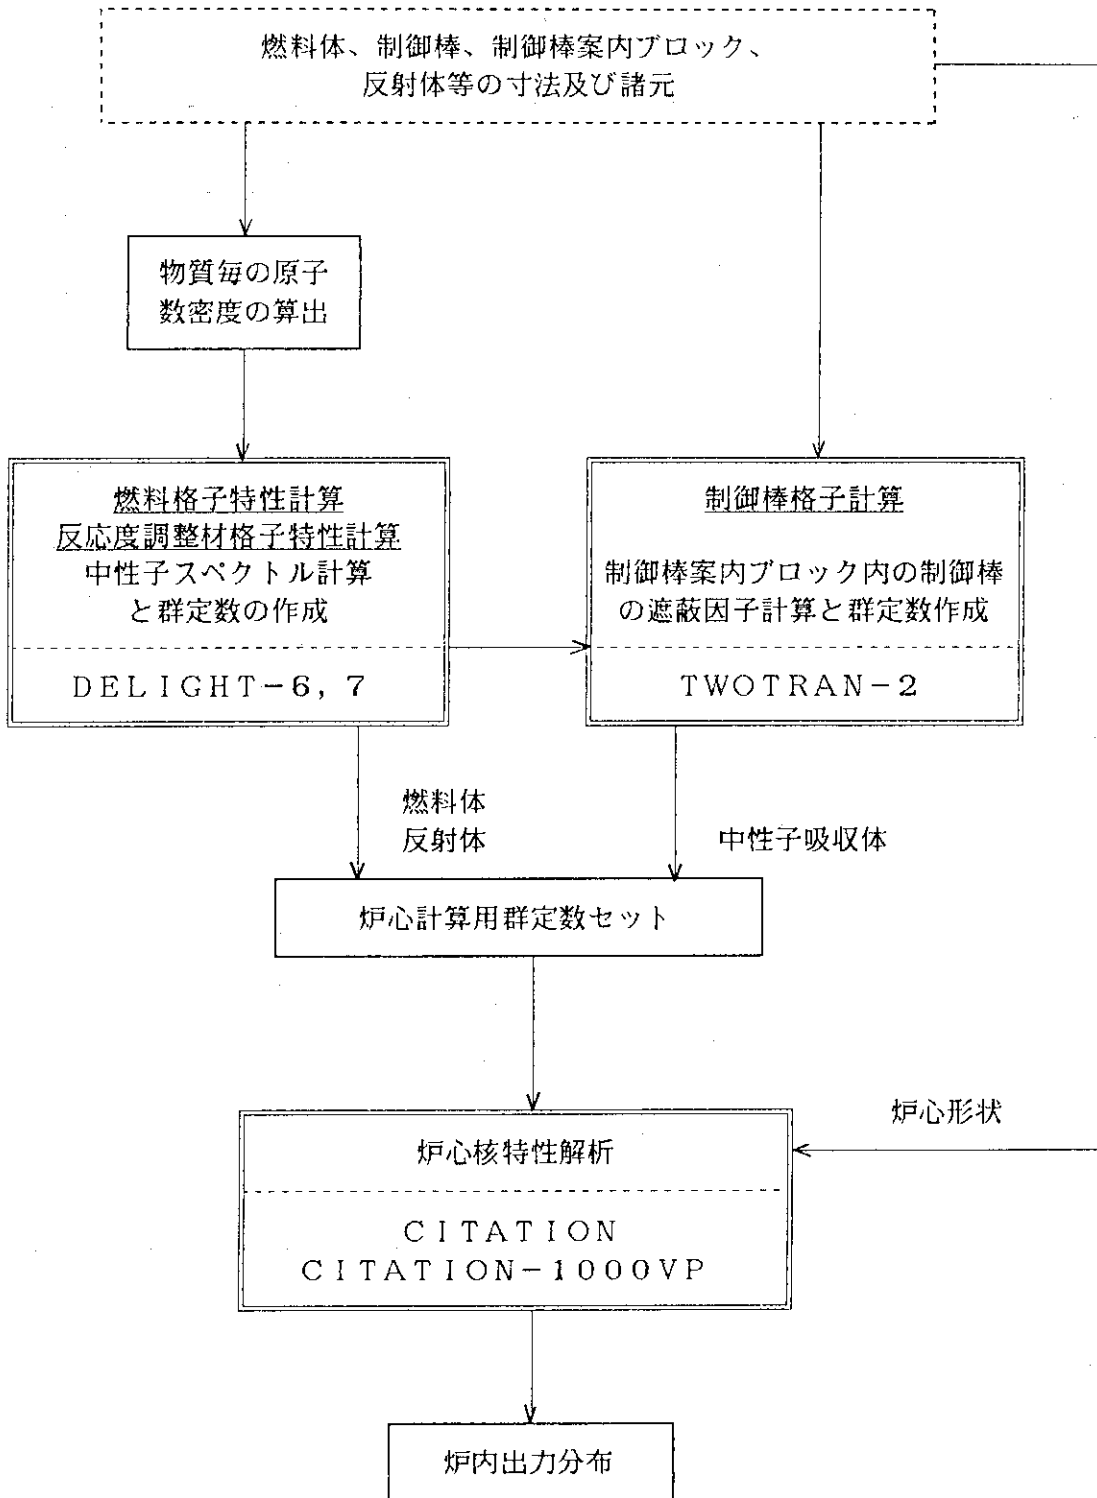 燃料体、制御棒、制御棒案内ブロック、
反射体等の寸法及び諸元
物質毎の原子
数密度の算出
燃料格子特性計算
反応度調整材格子特性計算
中性子スペクトル計算
と群定数の作成
DELIGHT-6, 7
制御棒格子計算
制御棒案内ブロック内の制御棒
の遮蔽因子計算と群定数作成
TWOTRAN-2
燃料体
反射体
中性子吸収体
炉心計算用群定数セット
炉心形状
炉心核特性解析
CITATION
CITATION-1000VP
炉内出力分布